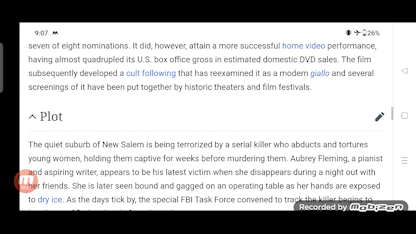 9:07
26%
seven of eight nominations. It did, however, attain a more successful home video performance,
having almost quadrupled its U.S. box office gross in estimated domestic DVD sales. The film
subsequently developed a cult following that has reexamined it as a modern giallo and several
screenings of it have been put together by historic theaters and film festivals.
Plot
The quiet suburb of New Salem is being terrorized by a serial killer who abducts and tortures
young women, holding them captive for weeks before murdering them. Aubrey Fleming, a pianist
and aspiring writer, appears to be his latest victim when she disappears during a night out with
her friends. She is later seen bound and gagged on an operating table as her hands are exposed
to dry ice. As the days tick by, the special FBI Task Force convened to track the killer begins to
Recorded by Mobizen